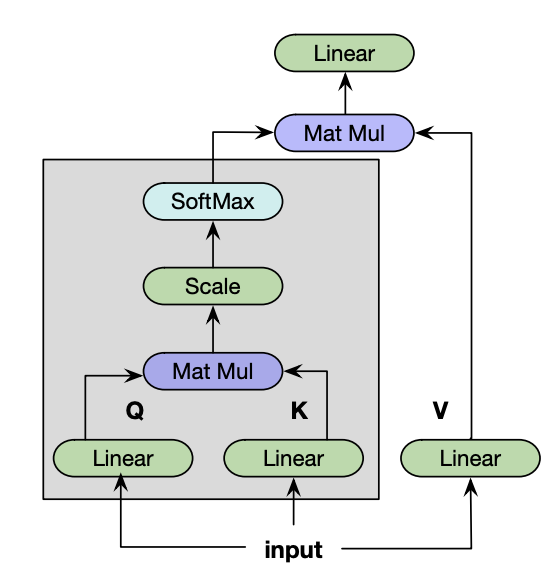 Linear
Mat Mul
SoftMax
Scale
Mat Mul
Q K V
Linear Linear Linear
input